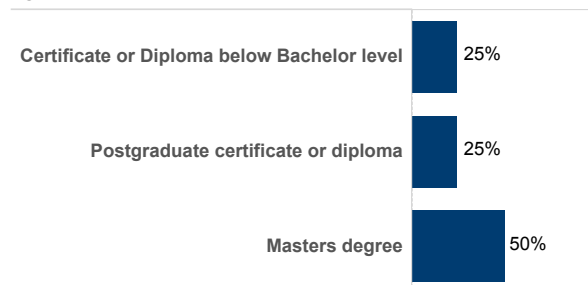 Certificate or Diploma below Bachelor level 25%
Postgraduate certificate or diploma 25%
Masters degree 50%